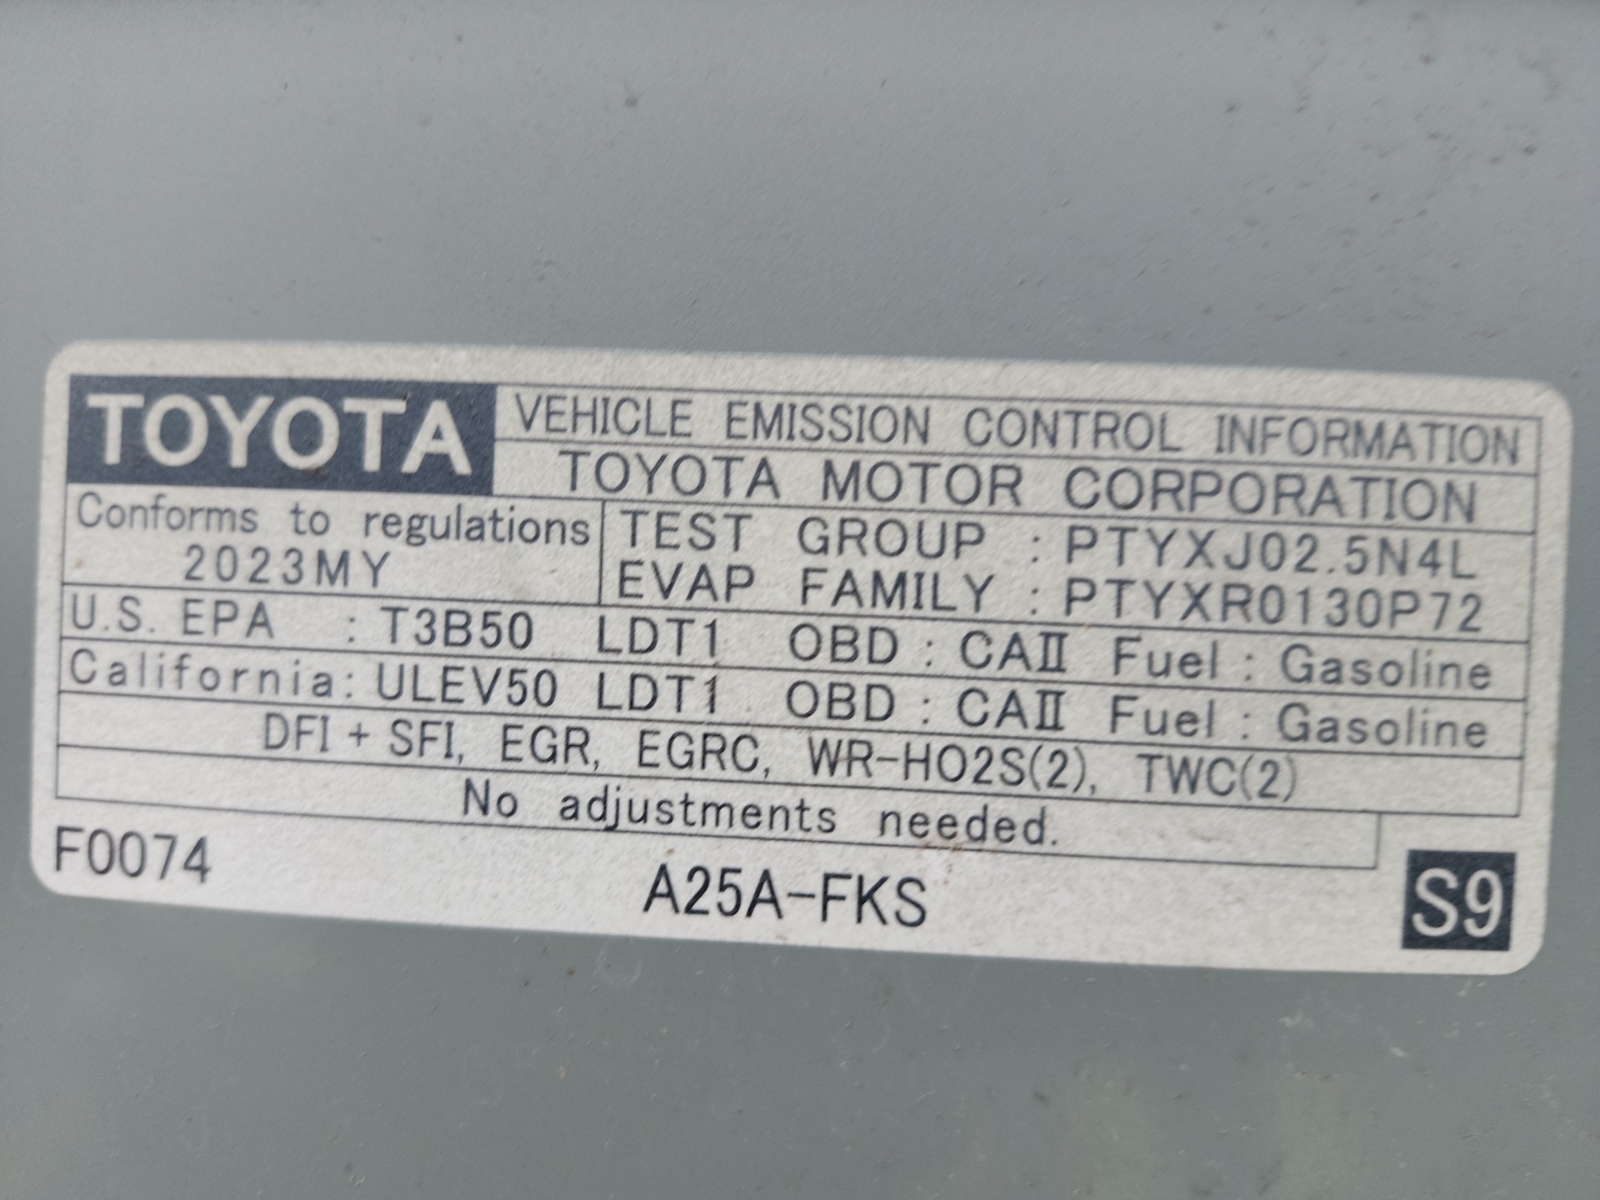 TOYOTA VEHICLE EMISSION CONTROL INFORMATION
TOYOTA MOTOR CORPORATION
Conforms to regulations
2023MY
TEST GROUP : PTYXJ02.5N4L
EVAP FAMILY : PTYXR0130P72
U.S. EPA : T3B50 LDT1 OBD : CAⅡ Fuel : Gasoline
California: ULEV50 LDT1 OBD : CAⅡ Fuel : Gasoline
DFI + SFI, EGR, EGRC, WR-HO2S(2), TWC(2)
No adjustments needed.
F0074 A25A-FKS S9